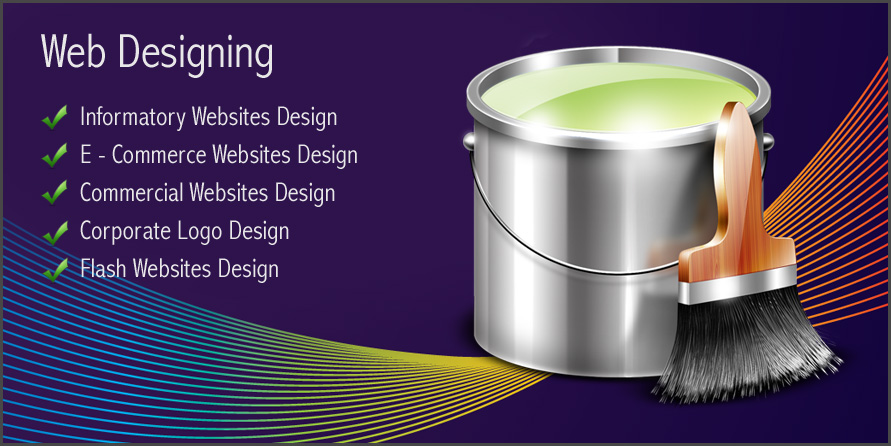 Web Designing
Informatory Websites Design
E - Commerce Websites Design
Commercial Websites Design
Corporate Logo Design
Flash Websites Design